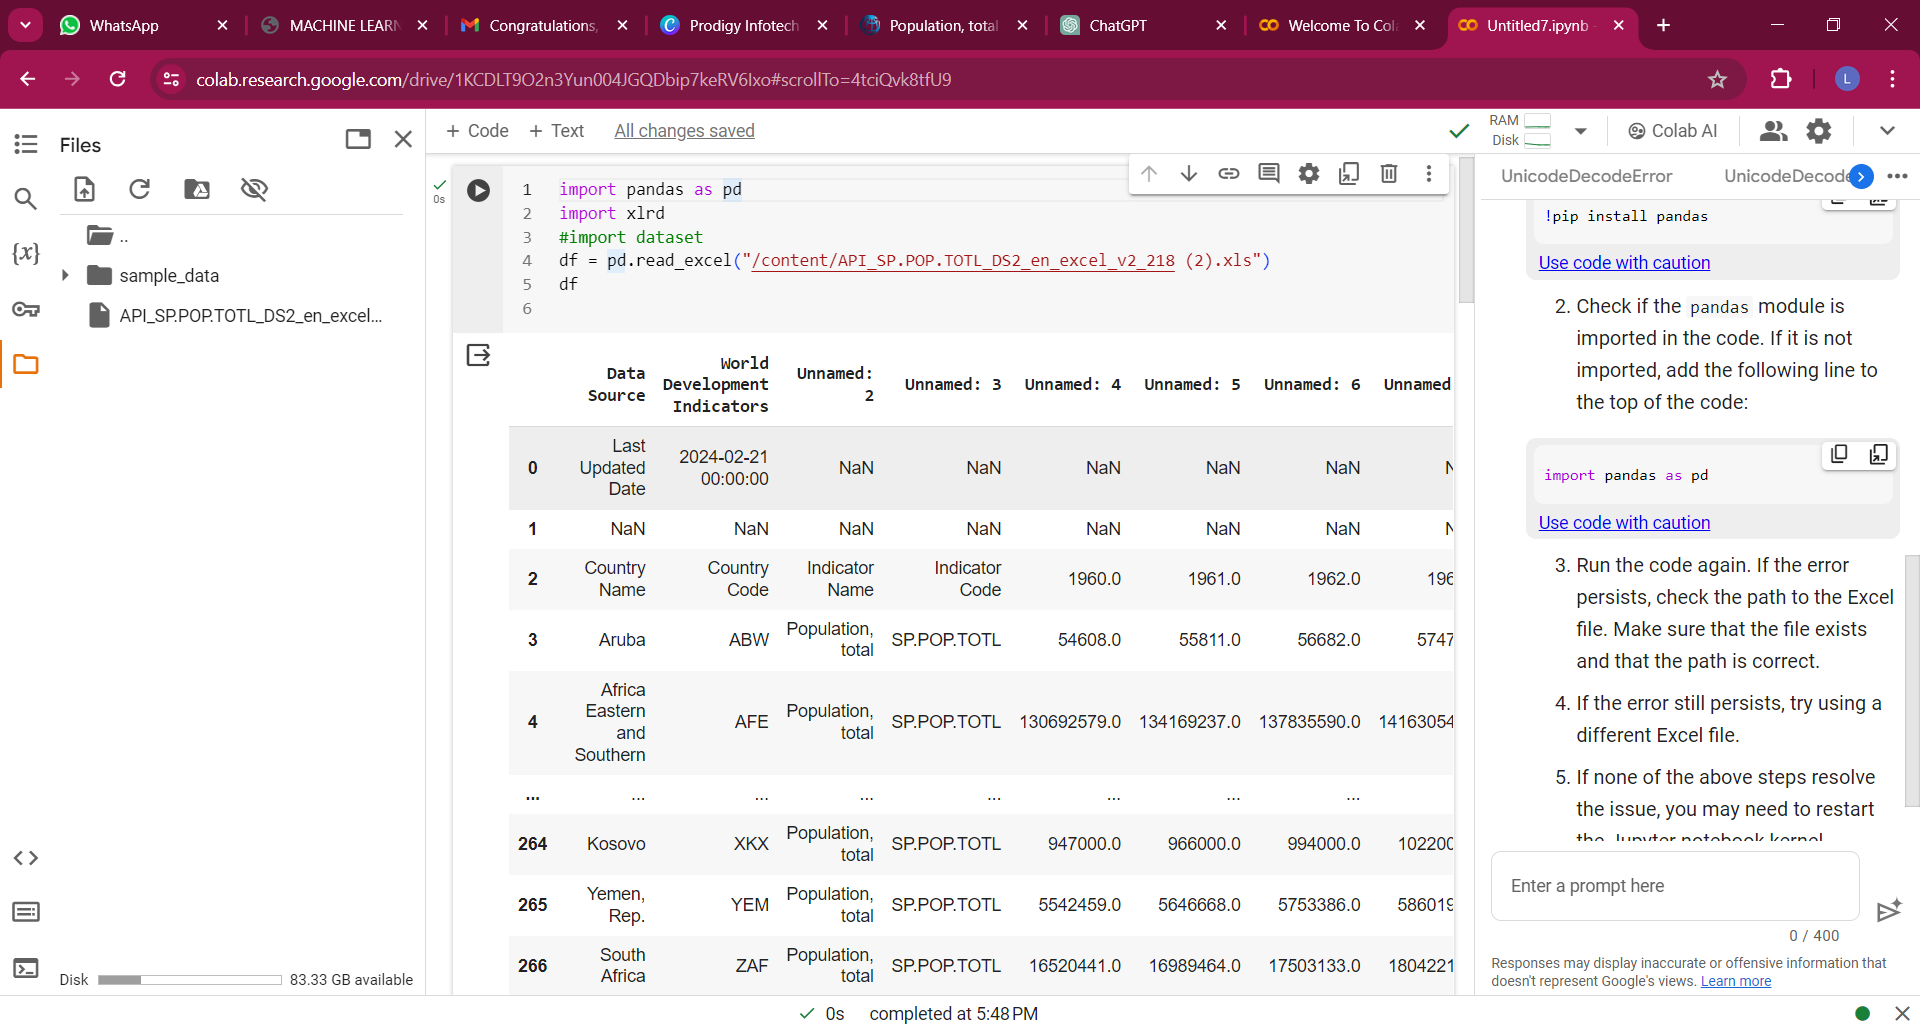 WhatsApp
MACHINE LEARN
Congratulations,
Prodigy Infotech
Population, total
ChatGPT
Welcome To Col
Untitled7.ipynb -
colab.research.google.com/drive/1KCDLT9O2n3Yun004JGQDbip7keRV6Ixo#scrollTo=4tciQvk8tfU9
L
Files
..
sample_data
API_SP.POP.TOTL_DS2_en_excel...
{x}
Disk
83.33 GB available
+ Code
+ Text
All changes saved
RAM
Disk
Colab AI
0s
1 import pandas as pd
2 import xlrd
3 #import dataset
4 df = pd.read_excel("/content/API_SP.POP.TOTL_DS2_en_excel_v2_218 (2).xls")
5 df
6
Data Source World Development Indicators Unnamed: 2 Unnamed: 3 Unnamed: 4 Unnamed: 5 Unnamed: 6 Unnamed
0 Last Updated Date 2024-02-21 00:00:00 NaN NaN NaN NaN NaN N
1 NaN NaN NaN NaN NaN NaN NaN N
2 Country Name Country Code Indicator Name Indicator Code 1960.0 1961.0 1962.0 196
3 Aruba ABW Population, total SP.POP.TOTL 54608.0 55811.0 56682.0 5747
4 Africa Eastern and Southern AFE Population, total SP.POP.TOTL 130692579.0 134169237.0 137835590.0 14163054
... ... ... ... ... ... ... ...
264 Kosovo XKX Population, total SP.POP.TOTL 947000.0 966000.0 994000.0 102200
265 Yemen, Rep. YEM Population, total SP.POP.TOTL 5542459.0 5646668.0 5753386.0 586019
266 South Africa ZAF Population, total SP.POP.TOTL 16520441.0 16989464.0 17503133.0 1804221
UnicodeDecodeError
UnicodeDecode
!pip install pandas
Use code with caution
2. Check if the pandas module is
imported in the code. If it is not
imported, add the following line to
the top of the code:
import pandas as pd
Use code with caution
3. Run the code again. If the error
persists, check the path to the Excel
file. Make sure that the file exists
and that the path is correct.
4. If the error still persists, try using a
different Excel file.
5. If none of the above steps resolve
the issue, you may need to restart
the Jupyter notebook kernel
Enter a prompt here
0 / 400
Responses may display inaccurate or offensive information that
doesn't represent Google's views. Learn more
0s completed at 5:48 PM